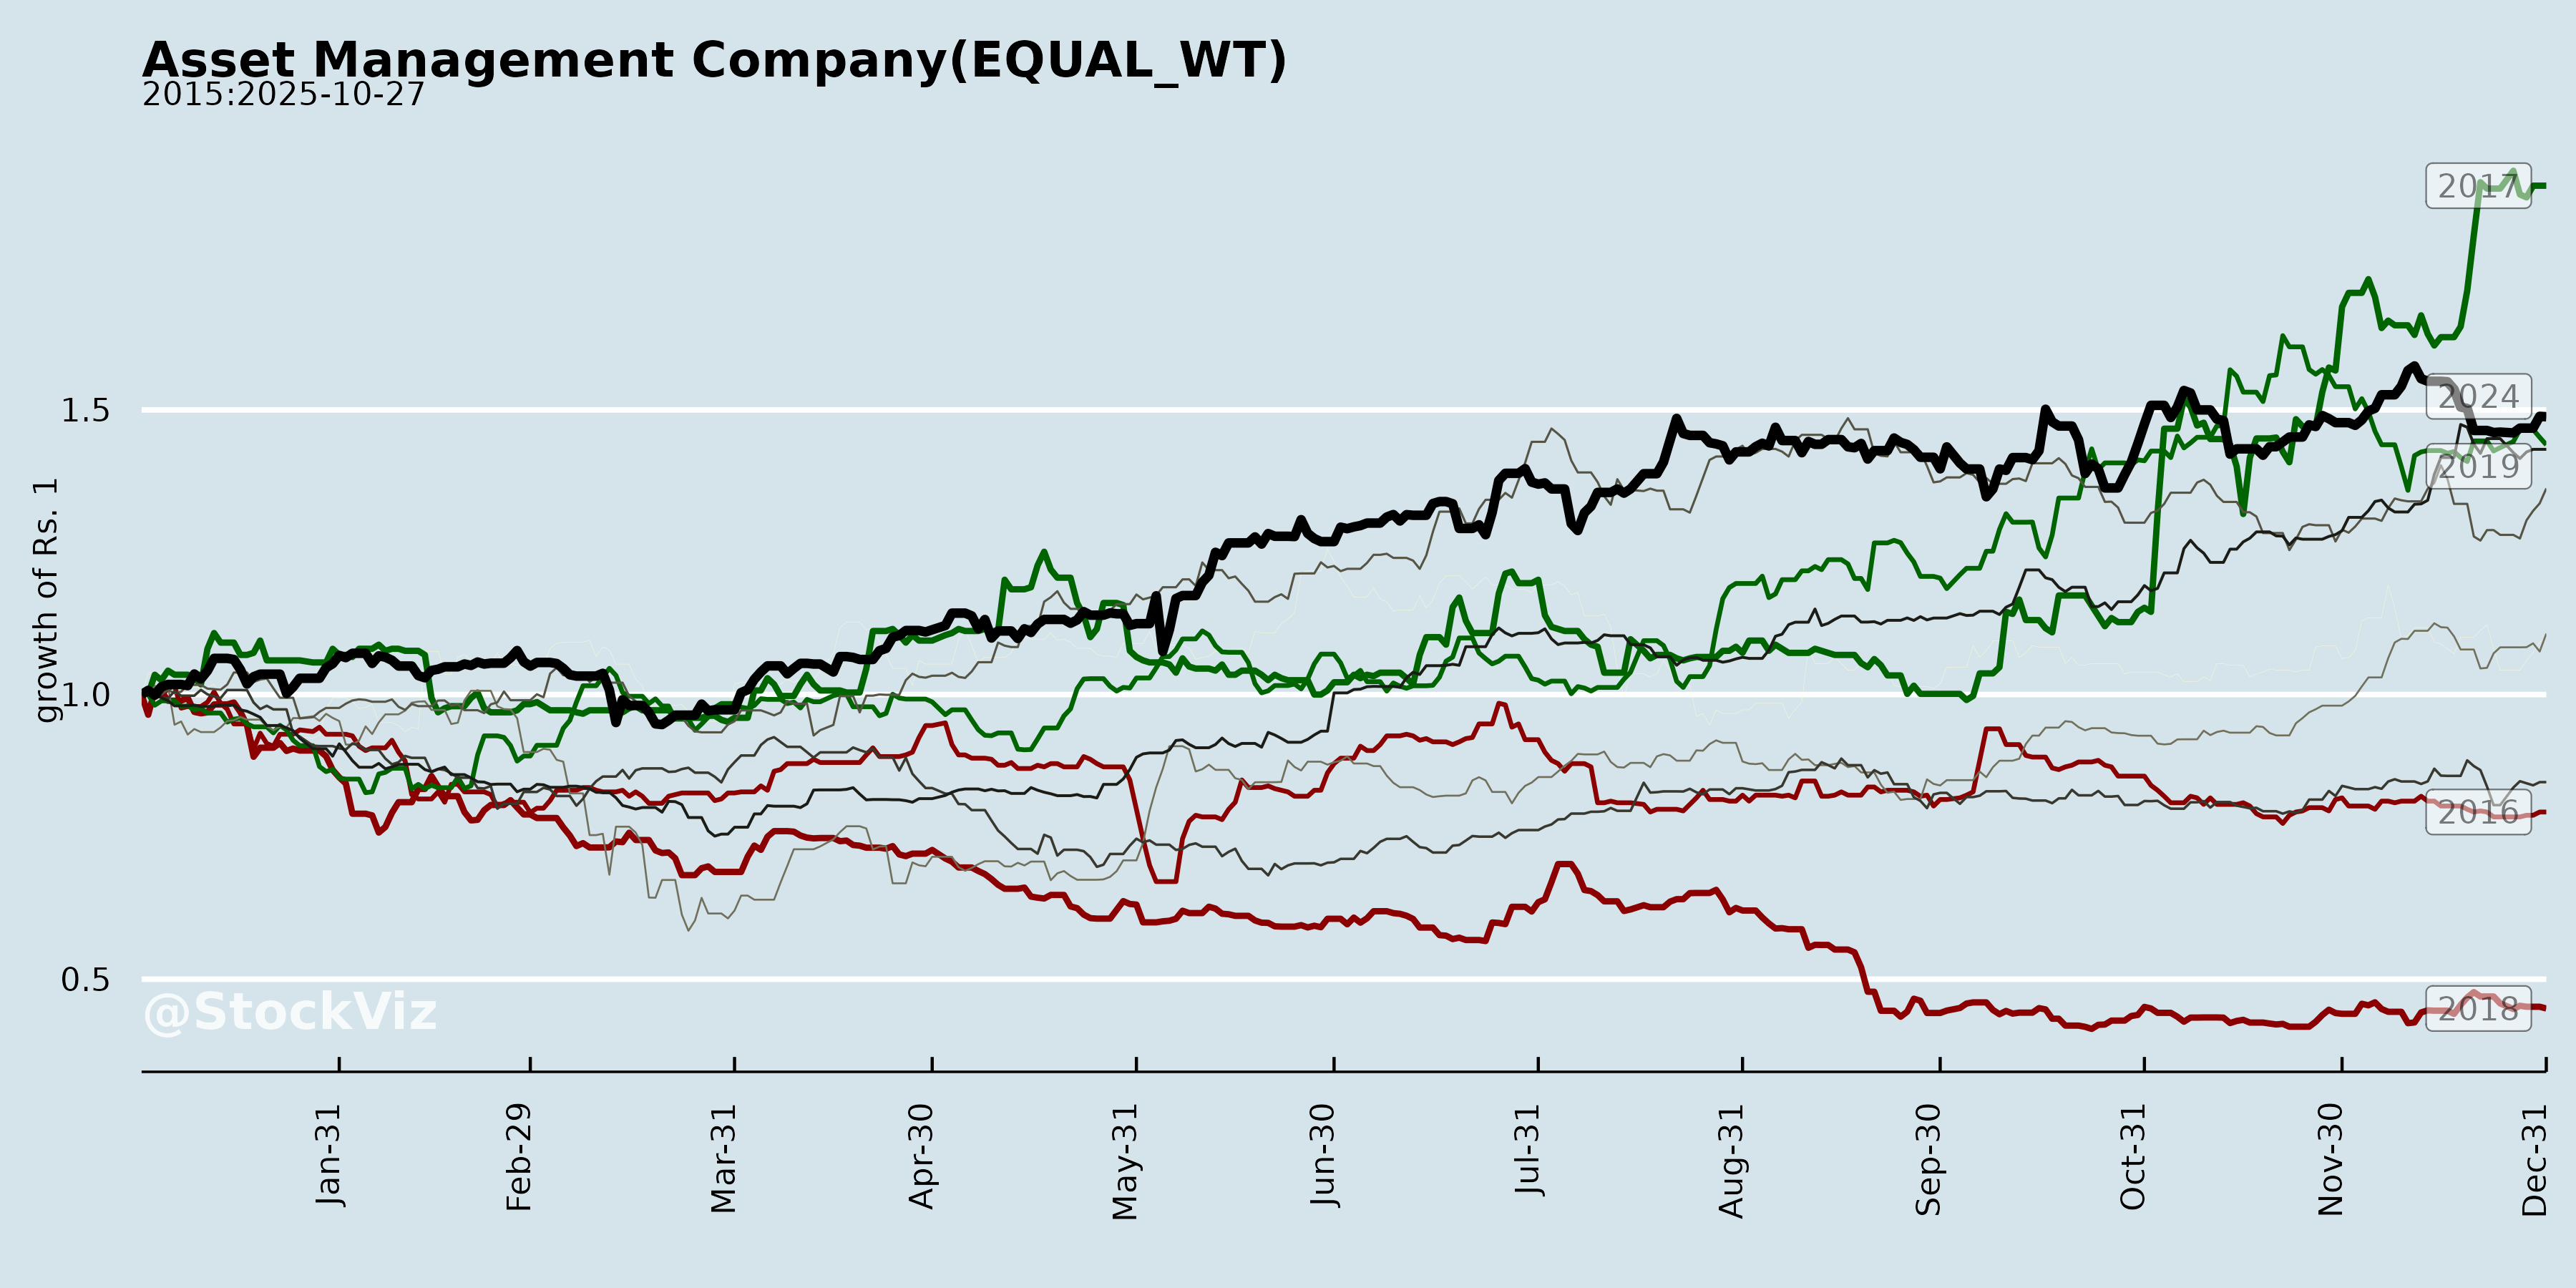 Asset Management Company(EQUAL_WT)
2015:2025-10-27
growth of Rs. 1
1.5
1.0
0.5
2017
2024
2019
2016
2018
@StockViz
Jan-31
Feb-29
Mar-31
Apr-30
May-31
Jun-30
Jul-31
Aug-31
Sep-30
Oct-31
Nov-30
Dec-31